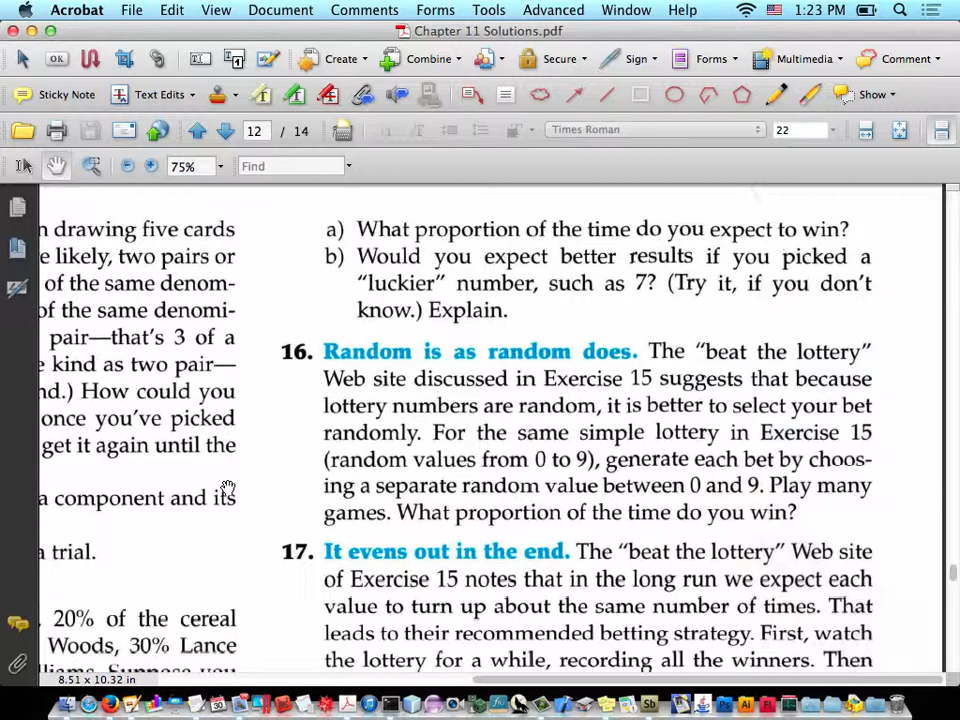 Acrobat File Edit View Document Comments Forms Tools Advanced Window Help 1:23 PM
Chapter 11 Solutions.pdf
OK Create Combine Secure Sign Forms Multimedia Comment
Sticky Note Text Edits Show
12 / 14 Times Roman 22
75% Find
n drawing five cards
e likely, two pairs or
of the same denom-
of the same denomi-
pair—that's 3 of a
e kind as two pair—
nd.) How could you
once you've picked
get it again until the
a component and its
a trial.
20% of the cereal
Woods, 30% Lance
lliams. Suppose you
a) What proportion of the time do you expect to win?
b) Would you expect better results if you picked a
"luckier" number, such as 7? (Try it, if you don't
know.) Explain.
16. Random is as random does. The "beat the lottery"
Web site discussed in Exercise 15 suggests that because
lottery numbers are random, it is better to select your bet
randomly. For the same simple lottery in Exercise 15
(random values from 0 to 9), generate each bet by choos-
ing a separate random value between 0 and 9. Play many
games. What proportion of the time do you win?
17. It evens out in the end. The "beat the lottery" Web site
of Exercise 15 notes that in the long run we expect each
value to turn up about the same number of times. That
leads to their recommended betting strategy. First, watch
the lottery for a while, recording all the winners. Then
8.51 x 10.32 in